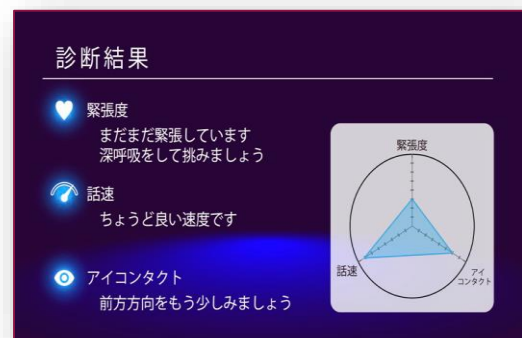 診断結果
緊張度
まだまだ緊張しています
深呼吸をして挑みましょう
話速
ちょうど良い速度です
アイコンタクト
前方方向をもう少しみましょう
緊張度
話速
アイ
コンタクト